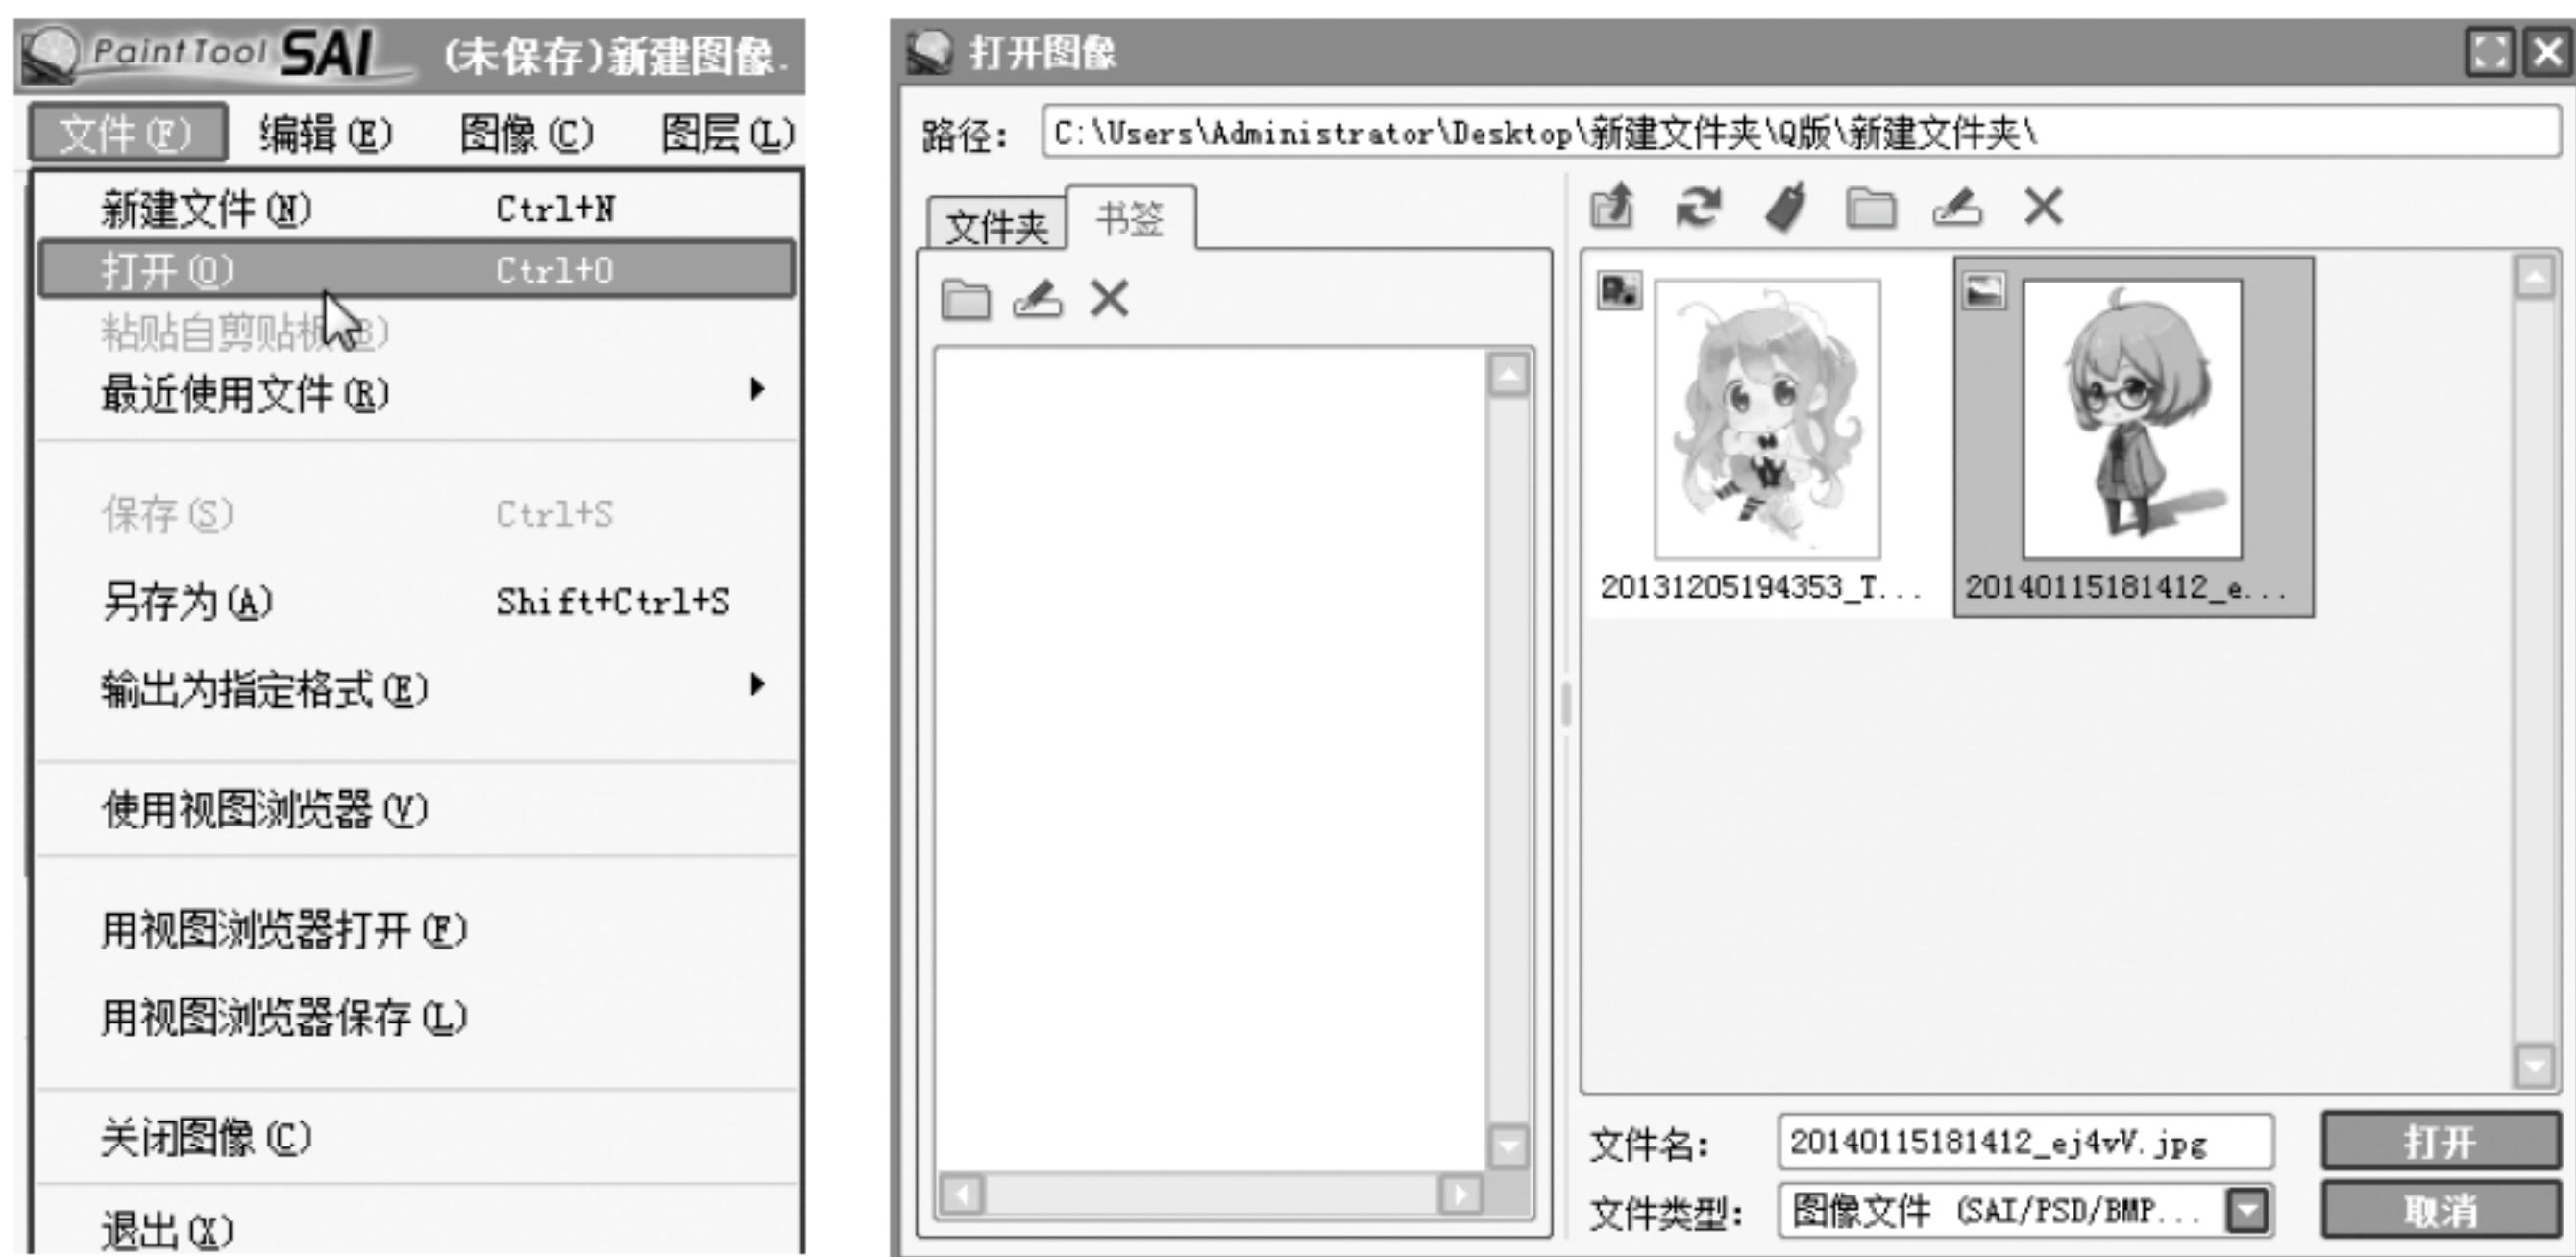 PaintTool SAI (未保存)新建图像.
文件(F) 编辑(E) 图像(C) 图层(L)
新建文件(N) Ctrl+N
打开(O) Ctrl+O
粘贴自剪贴板(B)
最近使用文件(R)
保存(S) Ctrl+S
另存为(A) Shift+Ctrl+S
输出为指定格式(E)
使用视图浏览器(V)
用视图浏览器打开(F)
用视图浏览器保存(L)
关闭图像(C)
退出(X)
打开图像
路径: C:\Users\Administrator\Desktop\新建文件夹\Q版\新建文件夹\
文件夹 书签
20131205194353_T... 20140115181412_e...
文件名: 20140115181412_ej4vV.jpg 打开
文件类型: 图像文件 (SAI/PSD/BMP... 取消